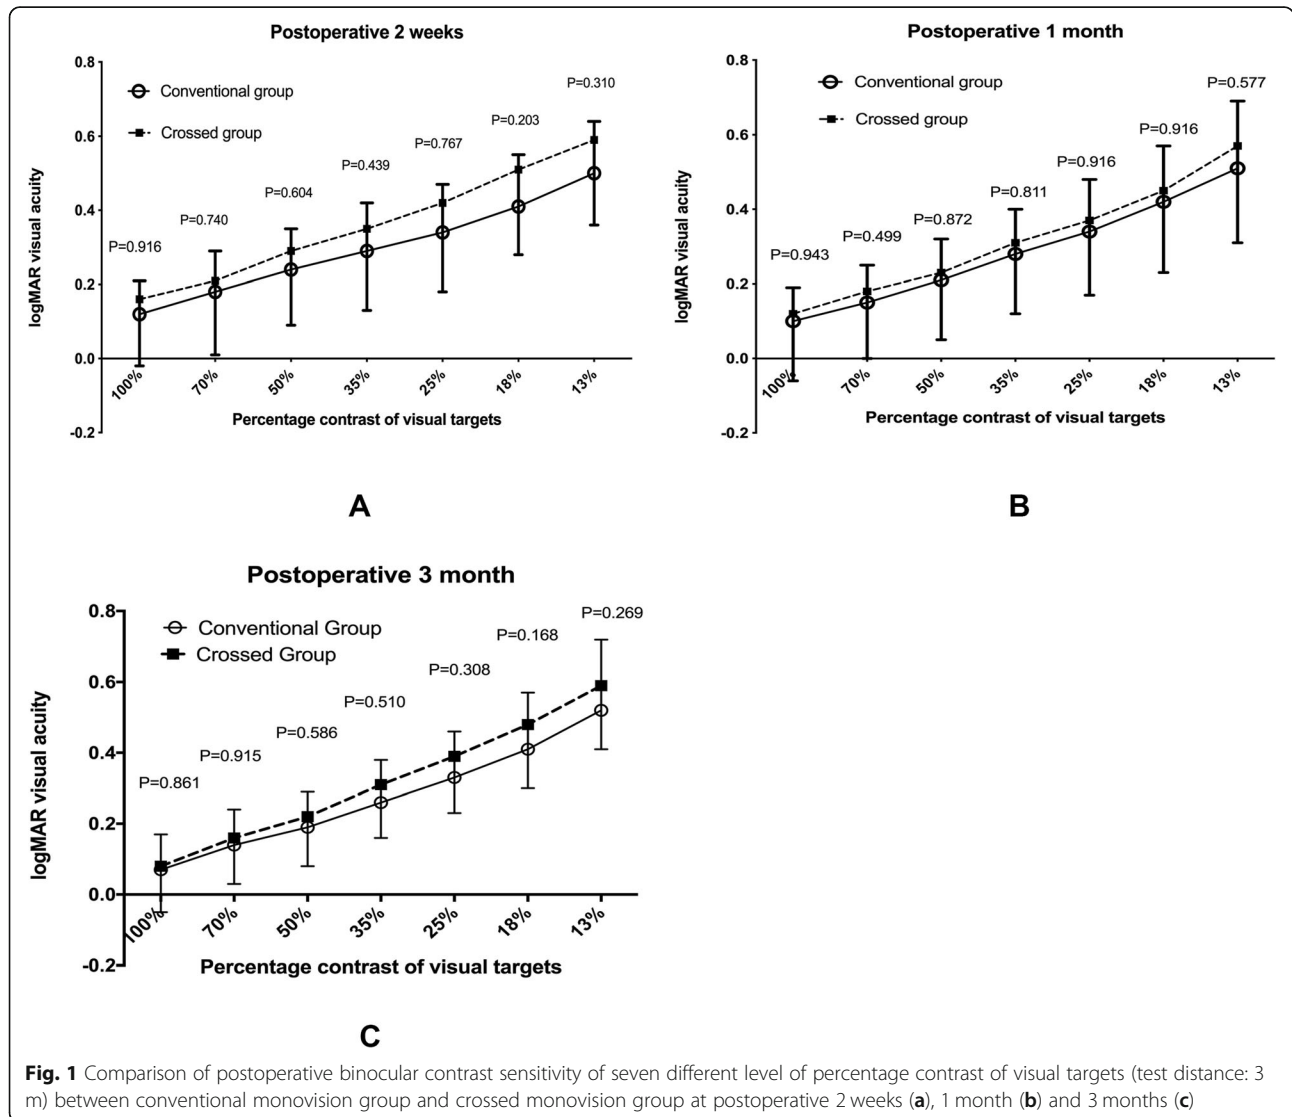 Postoperative 2 weeks
0.8
0.6
0.4
0.2
0.0
-0.2
logMAR visual acuity
Conventional group
Crossed group
P=0.916
P=0.740
P=0.604
P=0.439
P=0.767
P=0.203
P=0.310
100%
70%
50%
35%
25%
18%
13%
Percentage contrast of visual targets
A
Postoperative 1 month
0.8
0.6
0.4
0.2
0.0
-0.2
logMAR visual acuity
Conventional group
Crossed group
P=0.943
P=0.499
P=0.872
P=0.811
P=0.916
P=0.916
P=0.577
100%
70%
50%
35%
25%
18%
13%
Percentage contrast of visual targets
B
Postoperative 3 month
0.8
0.6
0.4
0.2
0.0
-0.2
logMAR visual acuity
Conventional Group
Crossed Group
P=0.861
P=0.915
P=0.586
P=0.510
P=0.308
P=0.168
P=0.269
100%
70%
50%
35%
25%
18%
13%
Percentage contrast of visual targets
C
Fig. 1 Comparison of postoperative binocular contrast sensitivity of seven different level of percentage contrast of visual targets (test distance: 3
m) between conventional monovision group and crossed monovision group at postoperative 2 weeks (a), 1 month (b) and 3 months (c)